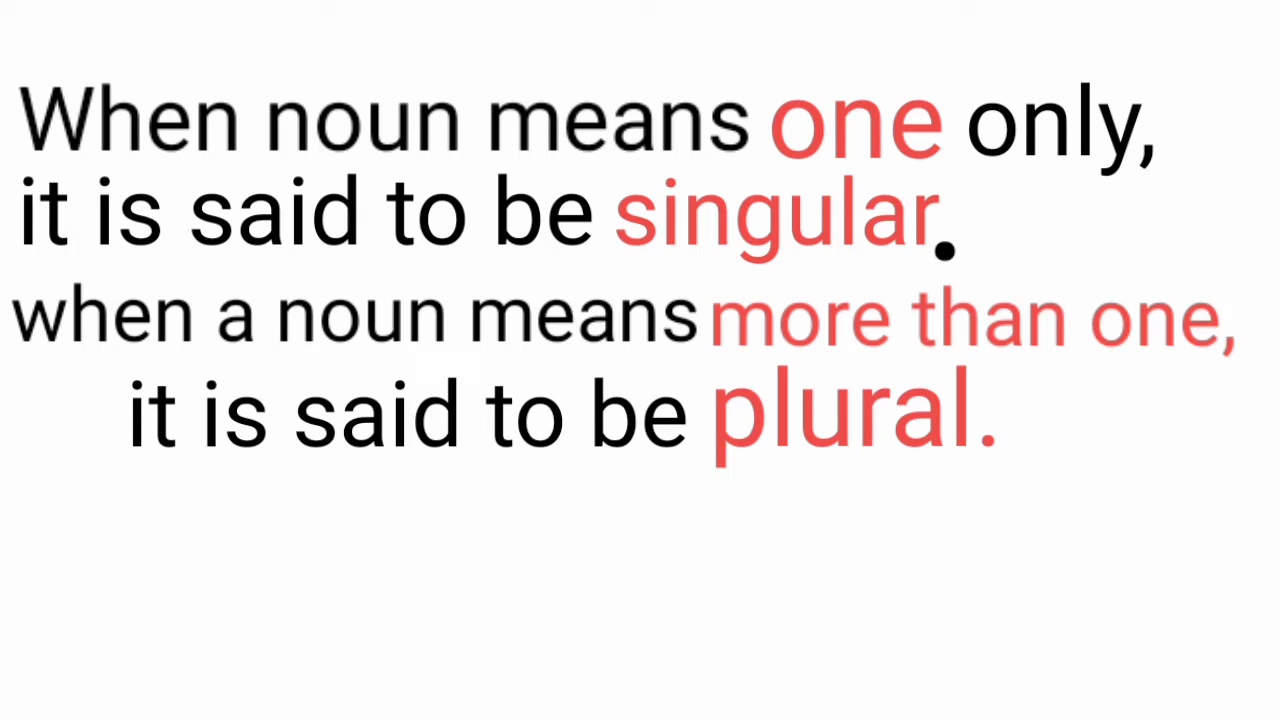 When noun means one only,
it is said to be singular.
when a noun means more than one,
it is said to be plural.